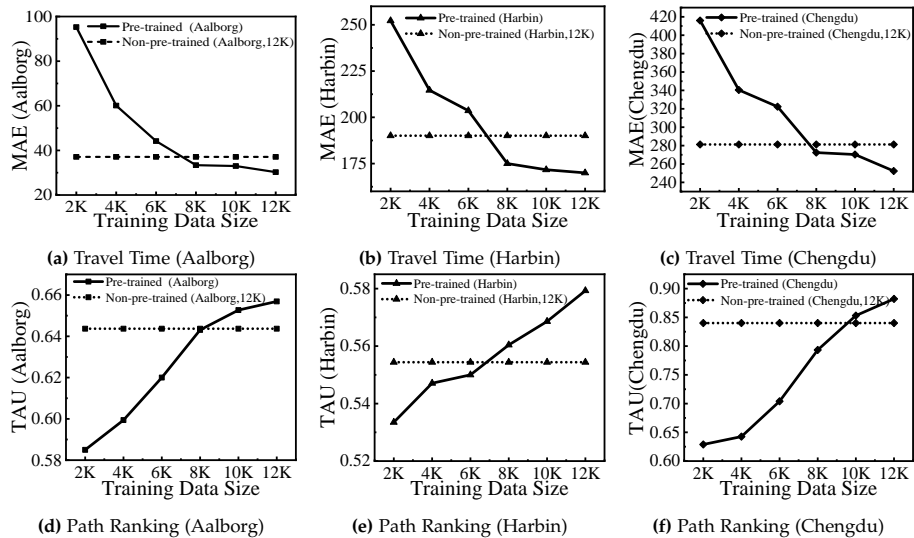 100
80
60
40
20
MAE (Aalborg)
Pre-trained (Aalborg)
Non-pre-trained (Aalborg,12K)
2K 4K 6K 8K 10K 12K
Training Data Size
(a) Travel Time (Aalborg)
250
225
200
175
MAE (Harbin)
Pre-trained (Harbin)
Non-pre-trained (Harbin,12K)
2K 4K 6K 8K 10K 12K
Training Data Size
(b) Travel Time (Harbin)
420
400
380
360
340
320
300
280
260
240
MAE(Chengdu)
Pre-trained (Chengdu)
Non-pre-trained (Chengdu,12K)
2K 4K 6K 8K 10K 12K
Training Data Size
(c) Travel Time (Chengdu)
0.66
0.64
0.62
0.60
0.58
TAU (Aalborg)
Pre-trained (Aalborg)
Non-pre-trained (Aalborg,12K)
2K 4K 6K 8K 10K 12K
Training Data Size
(d) Path Ranking (Aalborg)
0.58
0.56
0.54
0.52
TAU (Harbin)
Pre-trained (Harbin)
Non-pre-trained (Harbin,12K)
2K 4K 6K 8K 10K 12K
Training Data Size
(e) Path Ranking (Harbin)
0.90
0.85
0.80
0.75
0.70
0.65
0.60
TAU(Chengdu)
Pre-trained (Chengdu)
Non-pre-trained (Chengdu,12K)
2K 4K 6K 8K 10K 12K
Training Data Size
(f) Path Ranking (Chengdu)